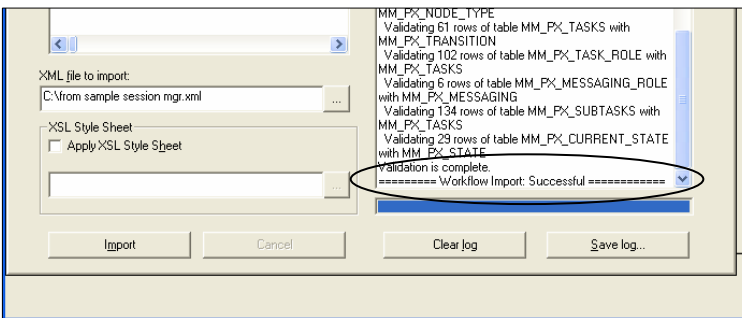 MM_PX_NODE_TYPE
Validating 61 rows of table MM_PX_TASKS with
MM_PX_TRANSITION
Validating 102 rows of table MM_PX_TASK_ROLE with
MM_PX_TASKS
Validating 6 rows of table MM_PX_MESSAGING_ROLE
with MM_PX_MESSAGING
Validating 134 rows of table MM_PX_SUBTASKS with
MM_PX_TASKS
Validating 29 rows of table MM_PX_CURRENT_STATE
with MM_PX_STATE
Validation is complete.
========= Workflow Import: Successful ============
XML file to import:
C:\from sample session mgr.xml
...
XSL Style Sheet
Apply XSL Style Sheet
...
Import
Cancel
Clear log
Save log...